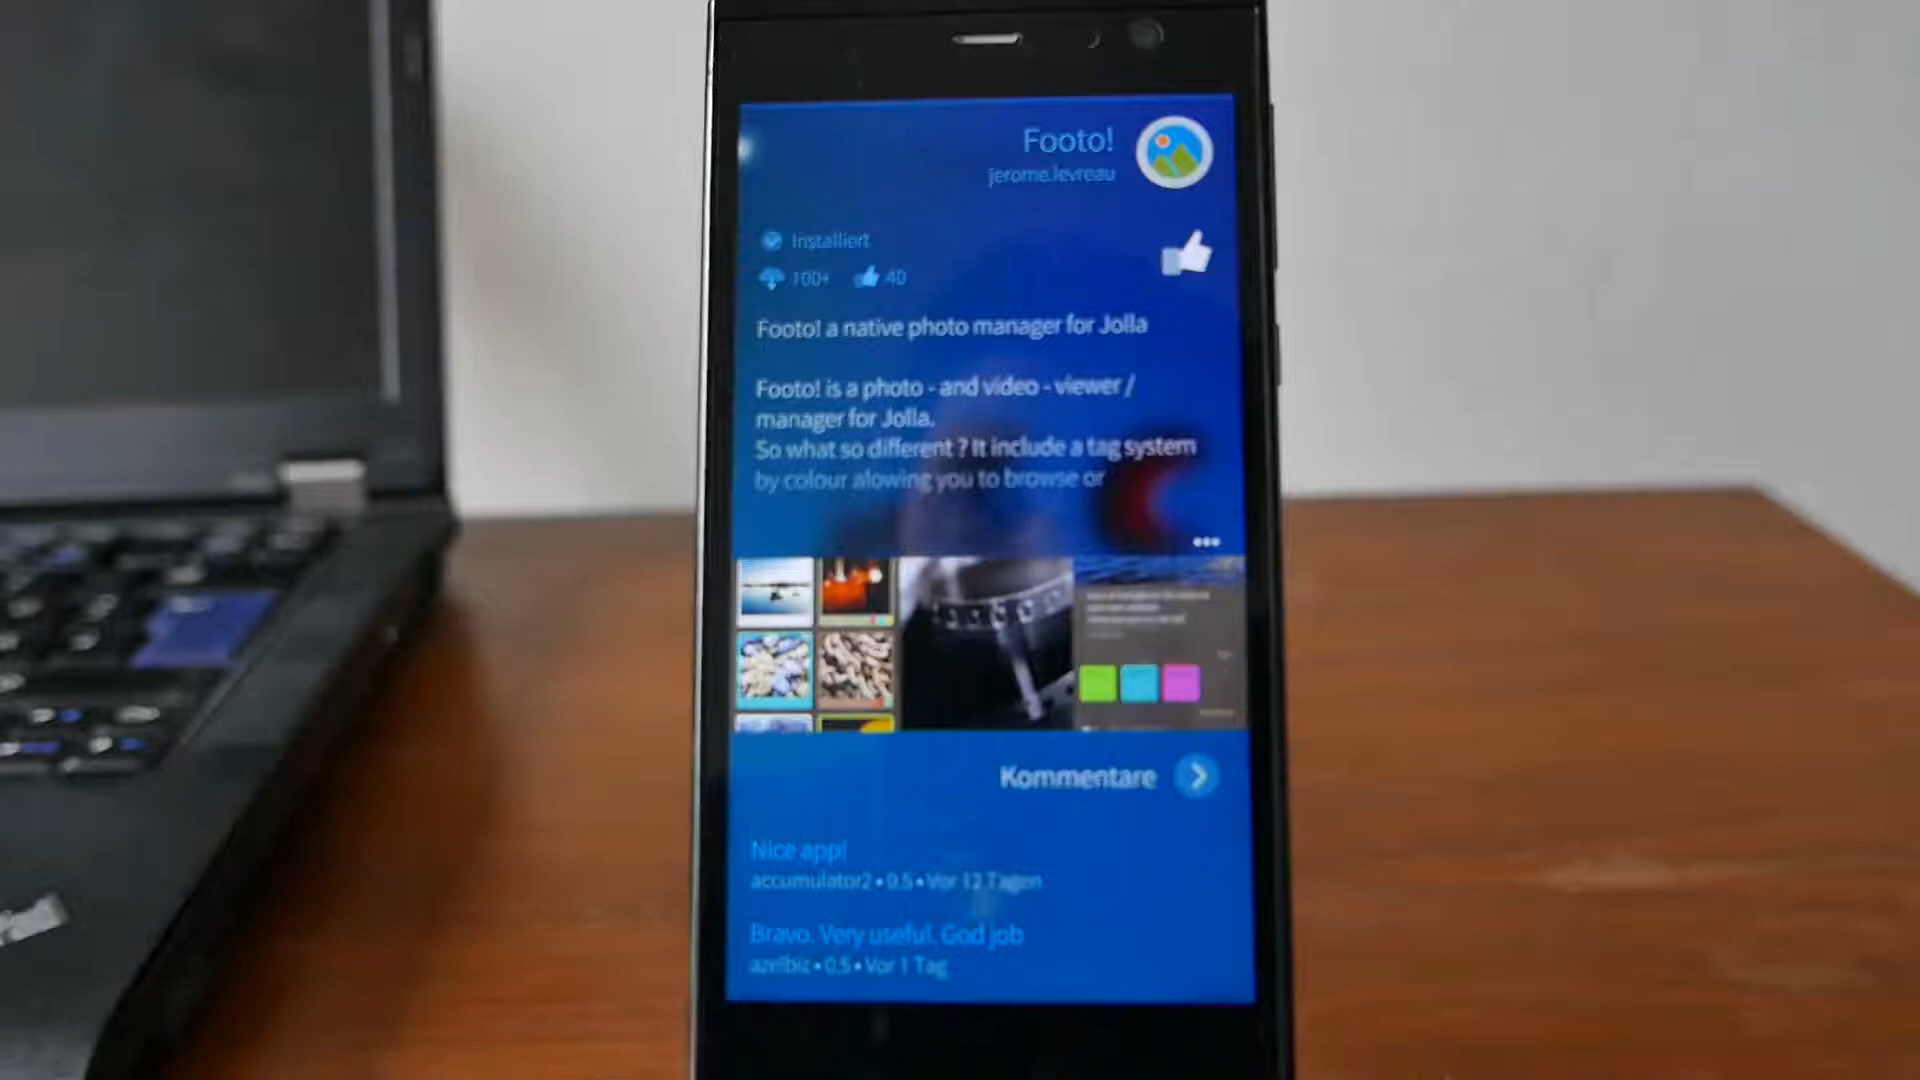 Footo!
jerome.levreau
Installiert
100+ 40
Footo! a native photo manager for Jolla
Footo! is a photo - and video - viewer /
manager for Jolla.
So what so different ? It include a tag system
by colour alowing you to browse or
Kommentare
Nice app!
accumulator2 • 0.5 • Vor 12 Tagen
Bravo. Very useful. God job
azelbiz • 0.5 • Vor 1 Tag